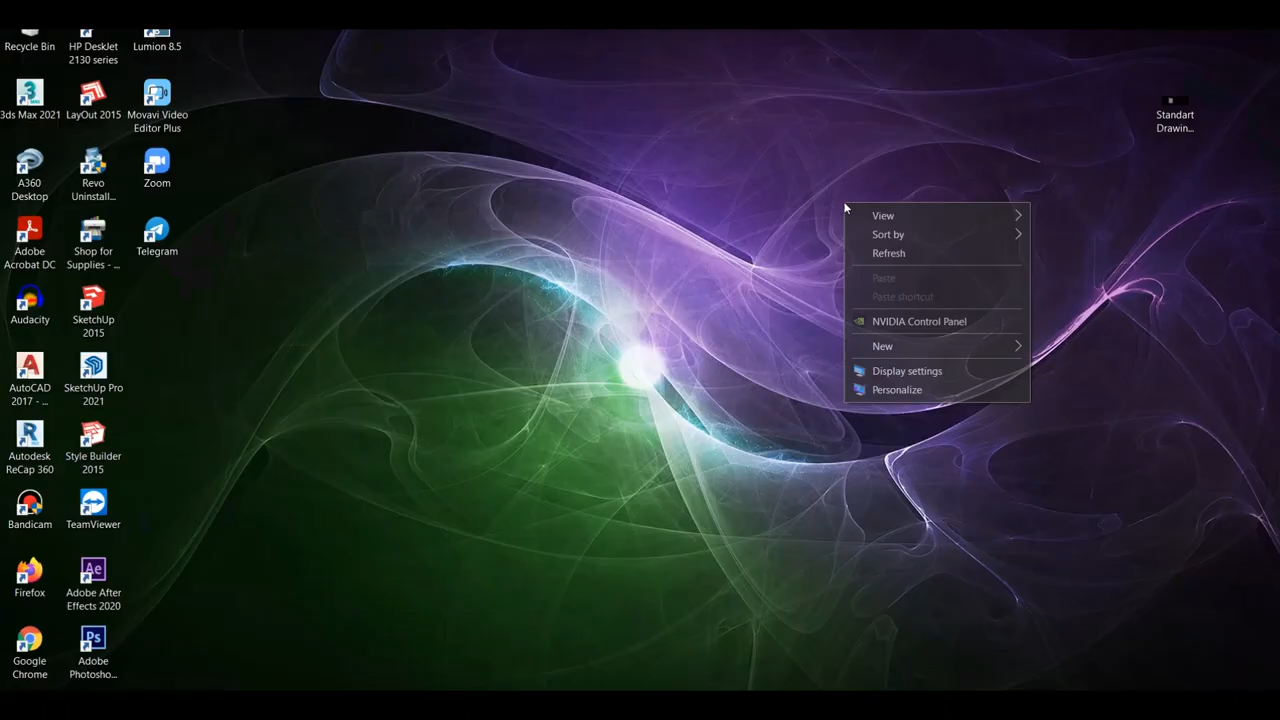 Recycle Bin
HP DeskJet
2130 series
Lumion 8.5
3ds Max 2021
LayOut 2015
Movavi Video
Editor Plus
A360
Desktop
Revo
Uninstall...
Zoom
Adobe
Acrobat DC
Shop for
Supplies - ...
Telegram
Audacity
SketchUp
2015
AutoCAD
2017 - ...
SketchUp Pro
2021
Autodesk
ReCap 360
Style Builder
2015
Bandicam
TeamViewer
Firefox
Adobe After
Effects 2020
Google
Chrome
Adobe
Photosho...
Standart
Drawin...
View
Sort by
Refresh
Paste
Paste shortcut
NVIDIA Control Panel
New
Display settings
Personalize